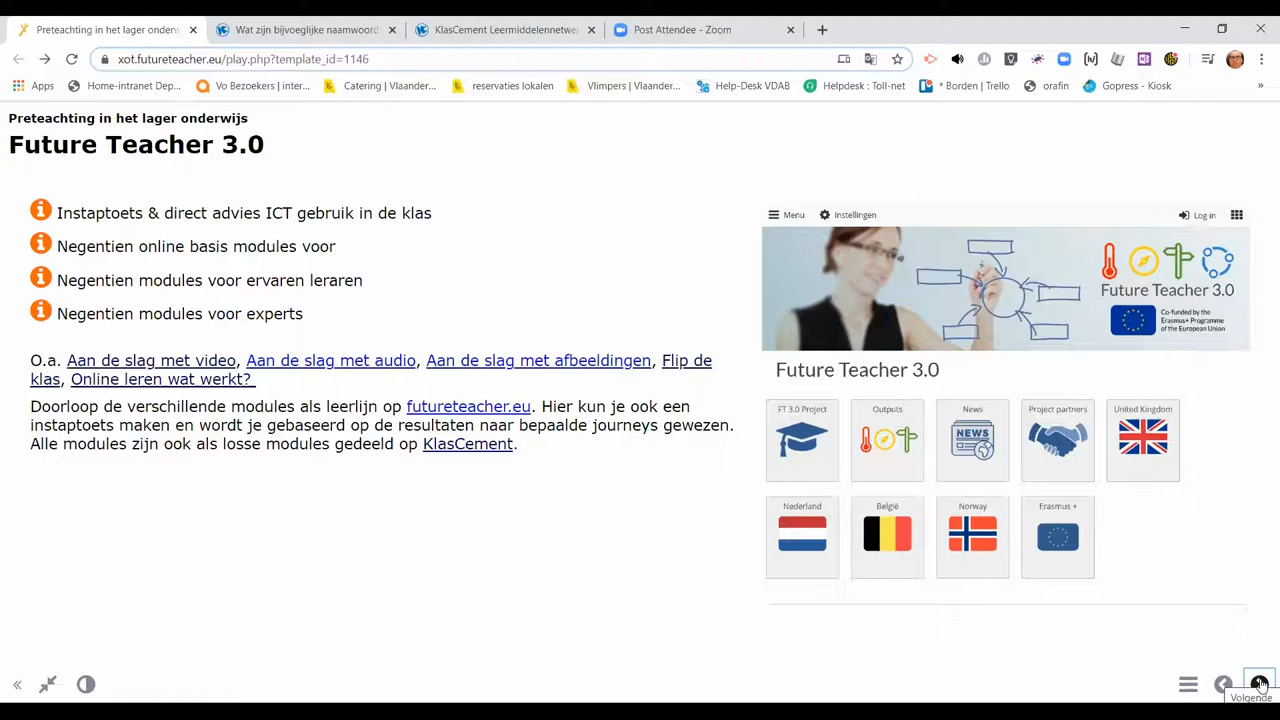 Preteachting in het lager onderw
Wat zijn bijvoeglijke naamwoord
KlasCement Leermiddelennetwe
Post Attendee - Zoom
xot.futureteacher.eu/play.php?template_id=1146
Apps
Home-intranet Dep...
Vo Bezoekers | inter...
Catering | Vlaander...
reservaties lokalen
Vlimpers | Vlaander...
Help-Desk VDAB
Helpdesk : Toll-net
* Borden | Trello
orafin
Gopress - Kiosk
»
Preteachting in het lager onderwijs
Future Teacher 3.0
Instaptoets & direct advies ICT gebruik in de klas
Negentien online basis modules voor
Negentien modules voor ervaren leraren
Negentien modules voor experts
O.a. Aan de slag met video, Aan de slag met audio, Aan de slag met afbeeldingen, Flip de
klas, Online leren wat werkt?
Doorloop de verschillende modules als leerlijn op futureteacher.eu. Hier kun je ook een
instaptoets maken en wordt je gebaseerd op de resultaten naar bepaalde journeys gewezen.
Alle modules zijn ook als losse modules gedeeld op KlasCement.
Menu
Instellingen
Log in
Future Teacher 3.0
Co-funded by the
Erasmus+ Programme
of the European Union
Future Teacher 3.0
FT 3.0 Project
Outputs
News
Project partners
United Kingdom
NEWS
Nederland
België
Norway
Erasmus +
«
Volgende